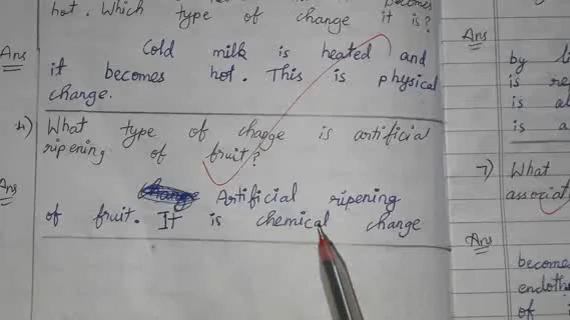 hot. Which type of change it is?
Ans
Cold milk is heated and
it becomes hot. This is physical
change.
4) What type of change is artificial
ripening of fruit?
Ans
Artificial ripening
of fruit. It is chemical change
Ans
by
is
is
is a
7) What
Ans
become
of